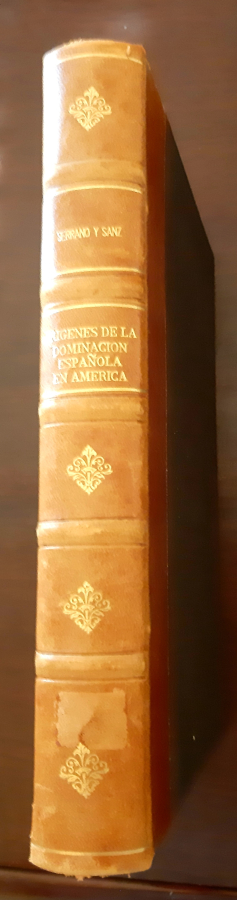 SERRANO Y SANZ
ORIGENES DE LA
DOMINACION
ESPAÑOLA
EN AMERICA